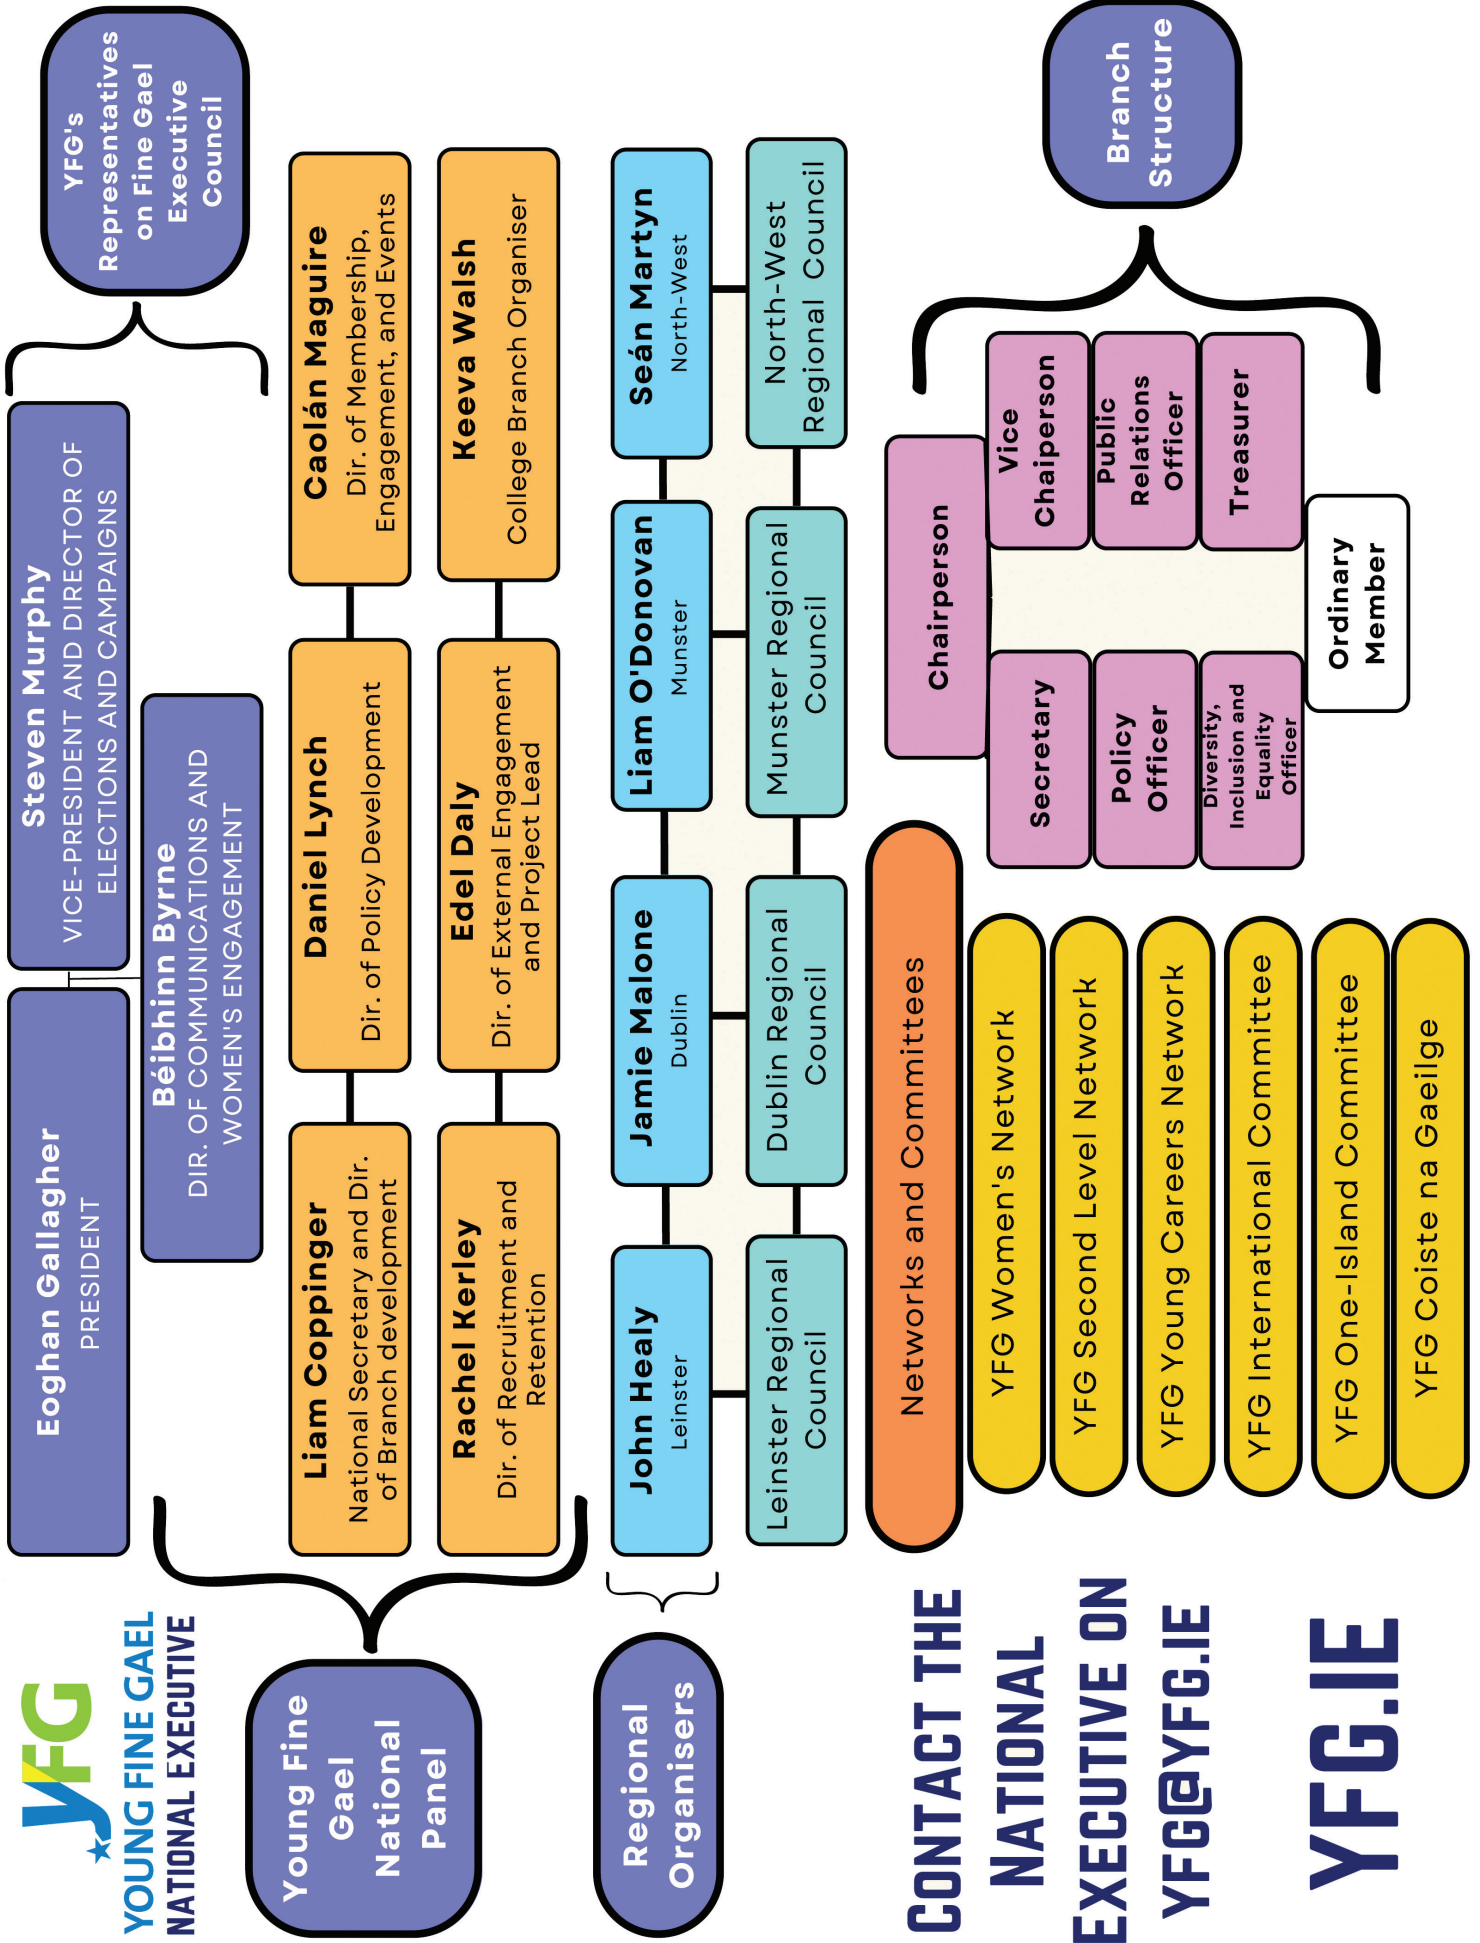 YFG
YOUNG FINE GAEL
NATIONAL EXECUTIVE
Eoghan Gallagher
PRESIDENT
Steven Murphy
VICE-PRESIDENT AND DIRECTOR OF
ELECTIONS AND CAMPAIGNS
Béibhinn Byrne
DIR. OF COMMUNICATIONS AND
WOMEN'S ENGAGEMENT
YFG's
Representatives
on Fine Gael
Executive
Council
Young Fine
Gael
National
Panel
Liam Coppinger
National Secretary and Dir.
of Branch development
Daniel Lynch
Dir. of Policy Development
Caolán Maguire
Dir. of Membership,
Engagement, and Events
Rachel Kerley
Dir. of Recruitment and
Retention
Edel Daly
Dir. of External Engagement
and Project Lead
Keeva Walsh
College Branch Organiser
Regional
Organisers
John Healy
Leinster
Jamie Malone
Dublin
Liam O'Donovan
Munster
Seán Martyn
North-West
Leinster Regional
Council
Dublin Regional
Council
Munster Regional
Council
North-West
Regional Council
CONTACT THE
NATIONAL
EXECUTIVE ON
YFG@YFG.IE
YFG.IE
Networks and Committees
YFG Women's Network
YFG Second Level Network
YFG Young Careers Network
YFG International Committee
YFG One-Island Committee
YFG Coiste na Gaeilge
Chairperson
Secretary
Vice
Chaiperson
Policy
Officer
Public
Relations
Officer
Diversity,
Inclusion and
Equality
Officer
Treasurer
Ordinary
Member
Branch
Structure